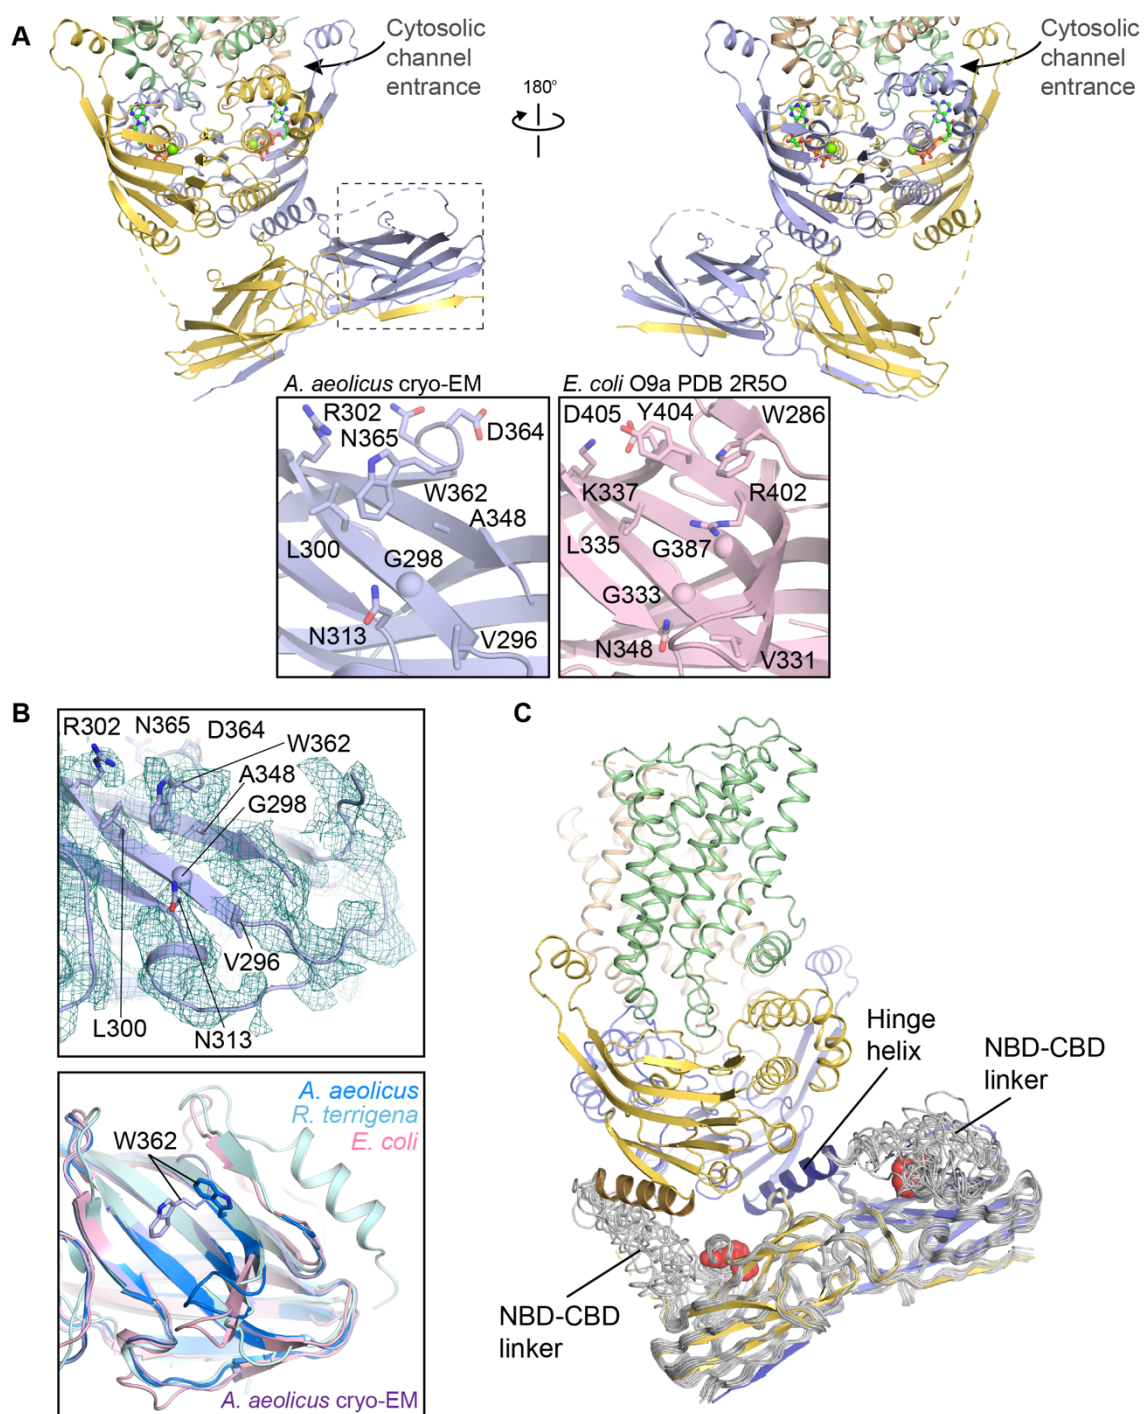 A
Cytosolic
channel
entrance
180°
Cytosolic
channel
entrance
A. aeolicus cryo-EM
R302
N365
D364
W362
A348
L300
G298
N313
V296
E. coli O9a PDB 2R5O
D405
Y404
W286
K337
R402
L335
G387
G333
N348
V331
B
R302
N365
D364
W362
A348
G298
V296
L300
N313
A. aeolicus
R. terrigena
E. coli
W362
A. aeolicus cryo-EM
C
Hinge
helix
NBD-CBD
linker
NBD-CBD
linker